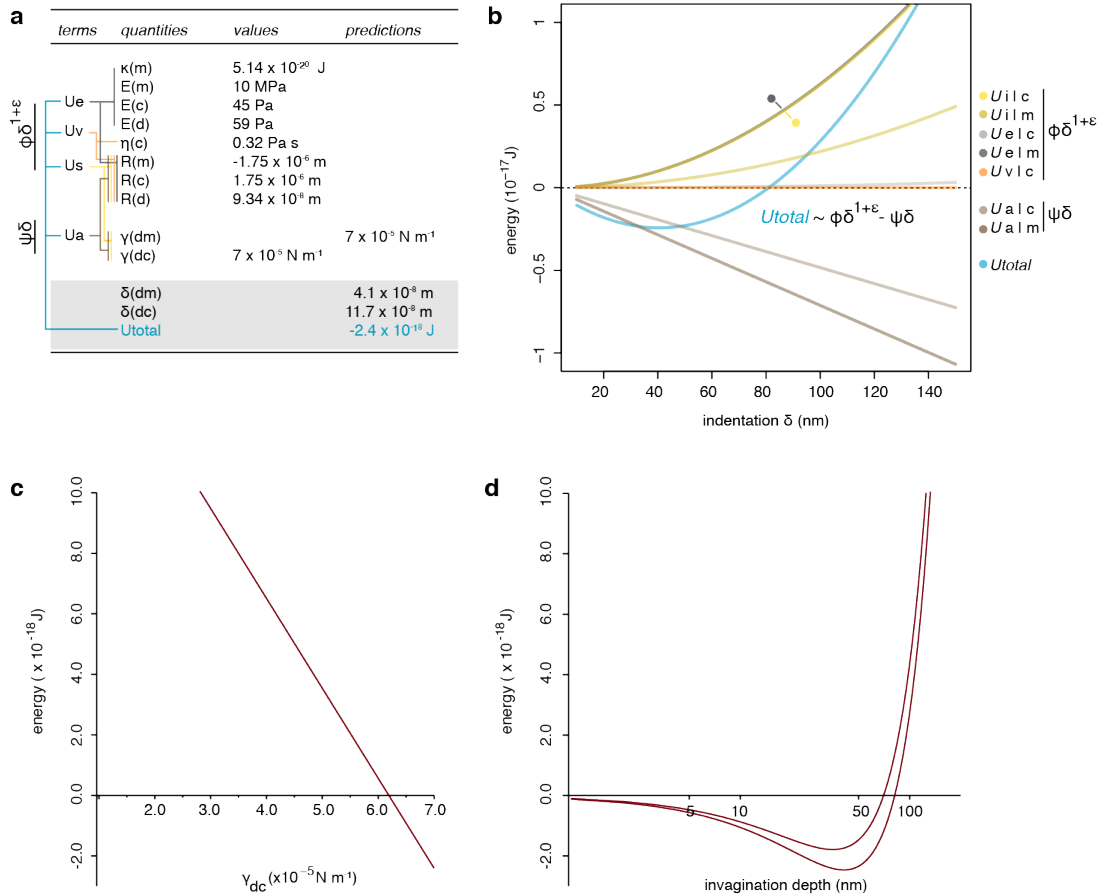 a
terms quantities values predictions
κ(m) 5.14 x 10⁻²⁰ J
E(m) 10 MPa
Ue E(c) 45 Pa
E(d) 59 Pa
Uv η(c) 0.32 Pa s
Us R(m) -1.75 x 10⁻⁶ m
R(c) 1.75 x 10⁻⁶ m
R(d) 9.34 x 10⁻⁸ m
ϕδ¹⁺ᵋ
Ua γ(dm) 7 x 10⁻⁵ N m⁻¹
γ(dc) 7 x 10⁻⁵ N m⁻¹
ψδ
δ(dm) 4.1 x 10⁻⁸ m
δ(dc) 11.7 x 10⁻⁸ m
Utotal -2.4 x 10⁻¹⁸ J
b
energy (10⁻¹⁷J)
1
0.5
0
−0.5
−1
20 40 60 80 100 120 140
indentation δ (nm)
Utotal ~ ϕδ¹⁺ᵋ- ψδ
U i | c
U i | m
U e | c
U e | m
U v | c
ϕδ¹⁺ᵋ
U a | c
U a | m
ψδ
Utotal
c
energy ( x 10⁻¹⁸J)
10.0
8.0
6.0
4.0
2.0
0.0
-2.0
2.0 3.0 4.0 5.0 6.0 7.0
γdc (x10⁻⁵N m⁻¹)
d
energy ( x 10⁻¹⁸J)
10.0
8.0
6.0
4.0
2.0
0.0
-2.0
5 10 50 100
invagination depth (nm)